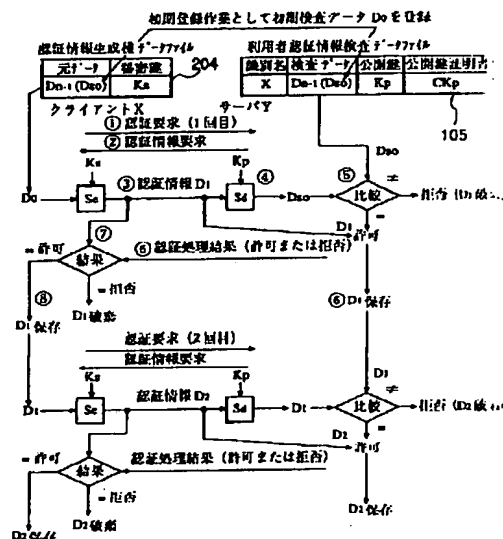 初期登録作業として初期検査データ Do を登録
認証情報生成種データファイル
利用者認証情報検査データファイル
元データ 秘密鍵
Dn-1 (Ds0) Ks
204
識別名 検査データ 公開鍵 公開鍵証明書
X Dn-1 (Ds0) Kp CKp
105
クライアントX
サーバY
① 認証要求 (1回目)
② 認証情報要求
Ks
Kp
Ds0
③ 認証情報 D1
④
⑤
D0
Se
Sd
Ds0
比較
≠
拒否
D1
=
許可
⑦
=許可
結果
⑥ 認証処理結果 (許可または拒否)
=拒否
⑧
D1 破棄
D1 保存
⑥ D1 保存
認証要求 (2回目)
認証情報要求
Ks
Kp
D1
認証情報 D2
D1
Se
Sd
D1
比較
≠
拒否
D2
=
許可
=許可
結果
認証処理結果 (許可または拒否)
=拒否
D2 破棄
D2 保存
D2 保存